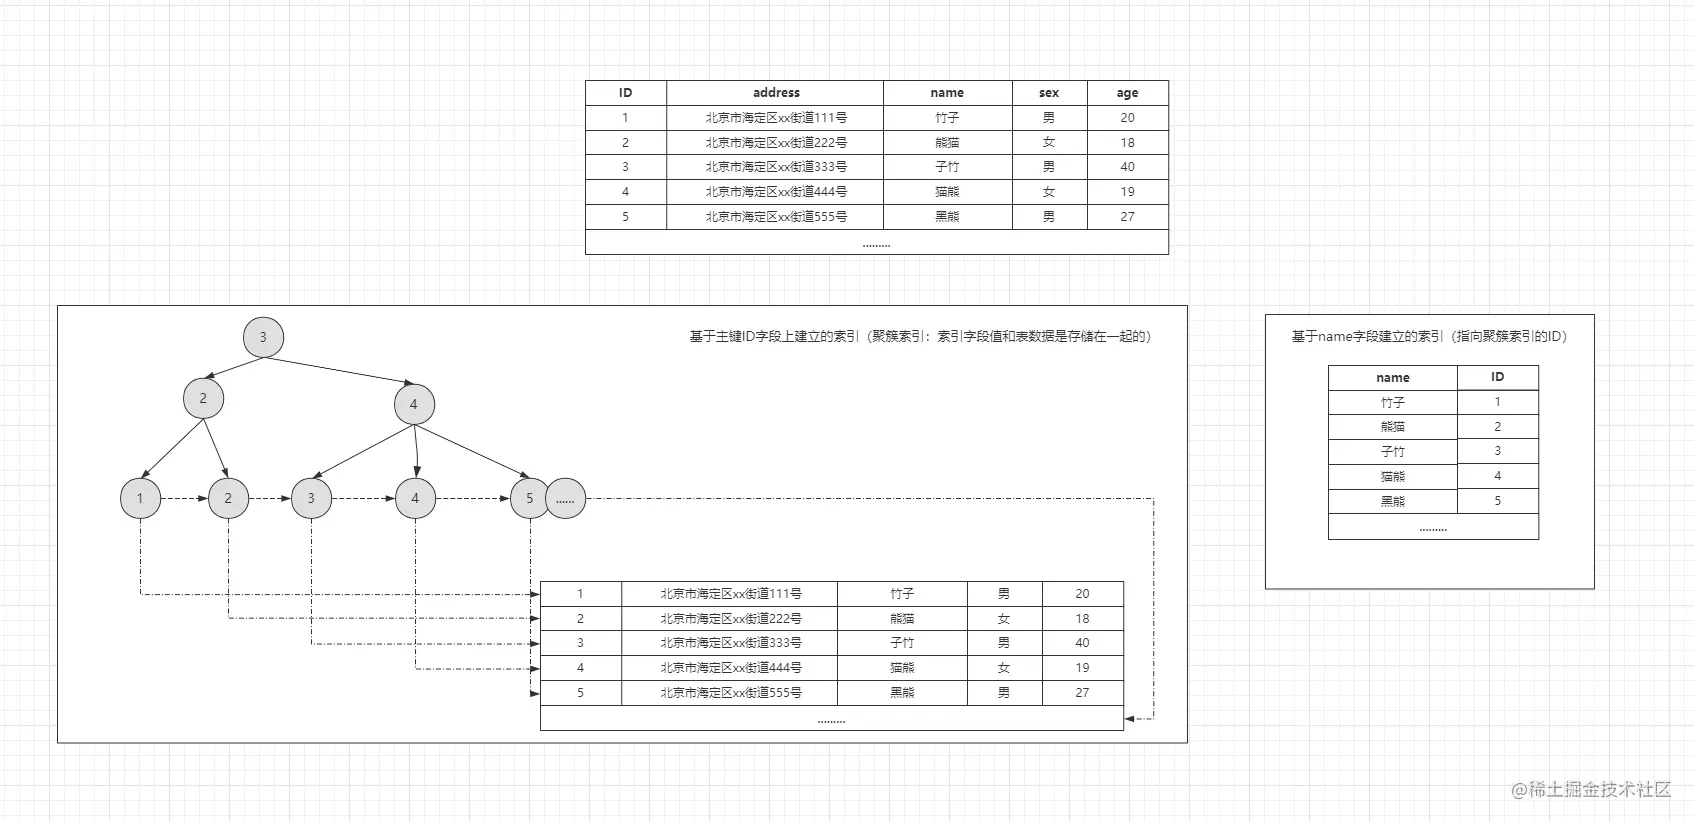 ID address name sex age
1 北京市海定区xx街道111号 竹子 男 20
2 北京市海定区xx街道222号 熊猫 女 18
3 北京市海定区xx街道333号 子竹 男 40
4 北京市海定区xx街道444号 猫熊 女 19
5 北京市海定区xx街道555号 黑熊 男 27
.........
基于主键ID字段上建立的索引（聚簇索引：索引字段值和表数据是存储在一起的）
3
2 4
1 2 3 4 5 ......
1 北京市海定区xx街道111号 竹子 男 20
2 北京市海定区xx街道222号 熊猫 女 18
3 北京市海定区xx街道333号 子竹 男 40
4 北京市海定区xx街道444号 猫熊 女 19
5 北京市海定区xx街道555号 黑熊 男 27
.........
基于name字段建立的索引（指向聚簇索引的ID）
name ID
竹子 1
熊猫 2
子竹 3
猫熊 4
黑熊 5
.........
@稀土掘金技术社区